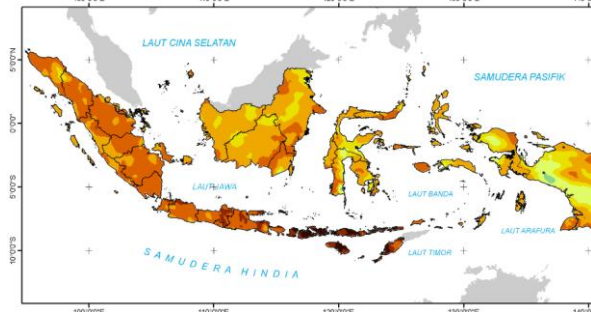 LAUT CINA SELATAN
SAMUDERA PASIFIK
5°0'0"N
0°0'0"
LAUT JAWA
5°0'0"S
LAUT BANDA
LAUT ARAFURA
10°0'0"S
LAUT TIMOR
SAMUDERA HINDIA